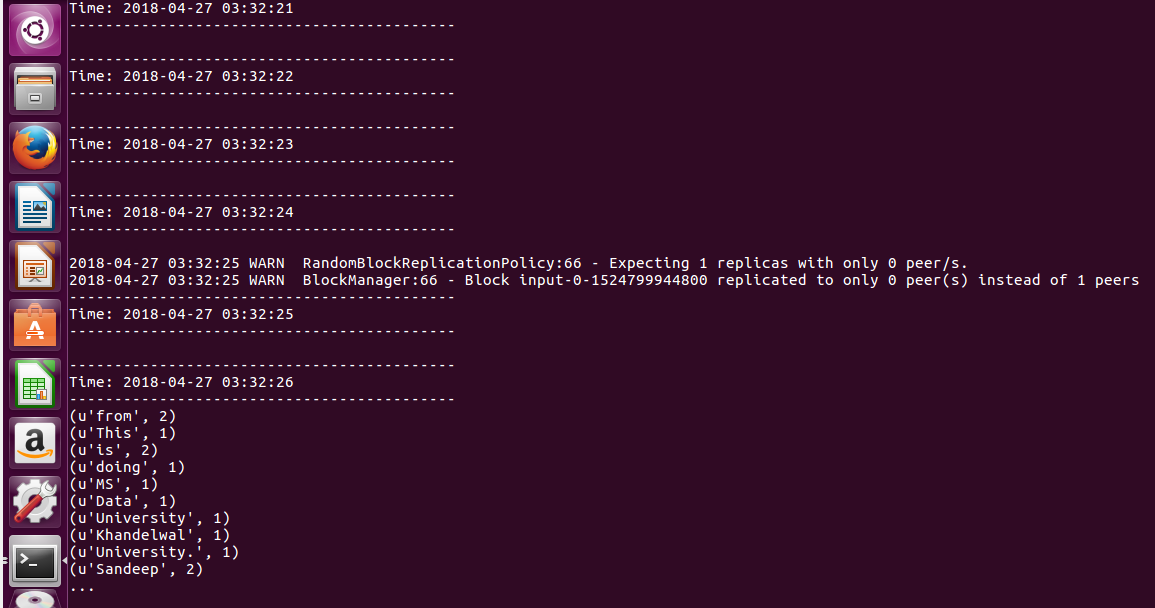 Time: 2018-04-27 03:32:21
-------------------------------------------

-------------------------------------------
Time: 2018-04-27 03:32:22
-------------------------------------------

-------------------------------------------
Time: 2018-04-27 03:32:23
-------------------------------------------

-------------------------------------------
Time: 2018-04-27 03:32:24
-------------------------------------------

2018-04-27 03:32:25 WARN  RandomBlockReplicationPolicy:66 - Expecting 1 replicas with only 0 peer/s.
2018-04-27 03:32:25 WARN  BlockManager:66 - Block input-0-1524799944800 replicated to only 0 peer(s) instead of 1 peers
-------------------------------------------
Time: 2018-04-27 03:32:25
-------------------------------------------

-------------------------------------------
Time: 2018-04-27 03:32:26
-------------------------------------------
(u'from', 2)
(u'This', 1)
(u'is', 2)
(u'doing', 1)
(u'MS', 1)
(u'Data', 1)
(u'University', 1)
(u'Khandelwal', 1)
(u'University.', 1)
(u'Sandeep', 2)
...